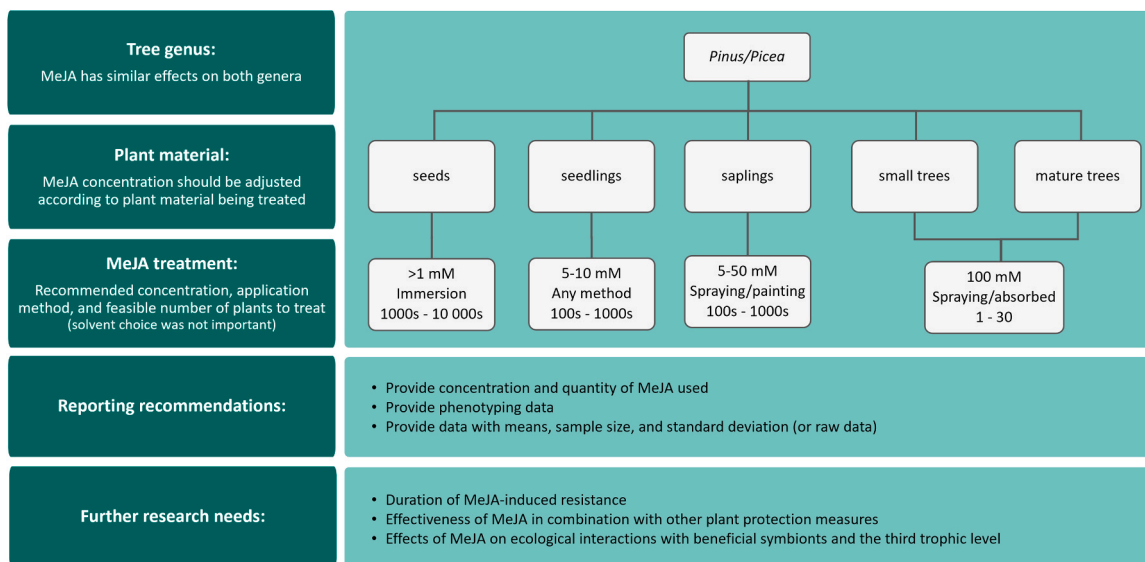 Tree genus:
MeJA has similar effects on both genera
Pinus/Picea
Plant material:
MeJA concentration should be adjusted
according to plant material being treated
seeds
seedlings
saplings
small trees
mature trees
MeJA treatment:
Recommended concentration, application
method, and feasible number of plants to treat
(solvent choice was not important)
>1 mM
Immersion
1000s - 10 000s
5-10 mM
Any method
100s - 1000s
5-50 mM
Spraying/painting
100s - 1000s
100 mM
Spraying/absorbed
1 - 30
Reporting recommendations:
• Provide concentration and quantity of MeJA used
• Provide phenotyping data
• Provide data with means, sample size, and standard deviation (or raw data)
Further research needs:
• Duration of MeJA-induced resistance
• Effectiveness of MeJA in combination with other plant protection measures
• Effects of MeJA on ecological interactions with beneficial symbionts and the third trophic level